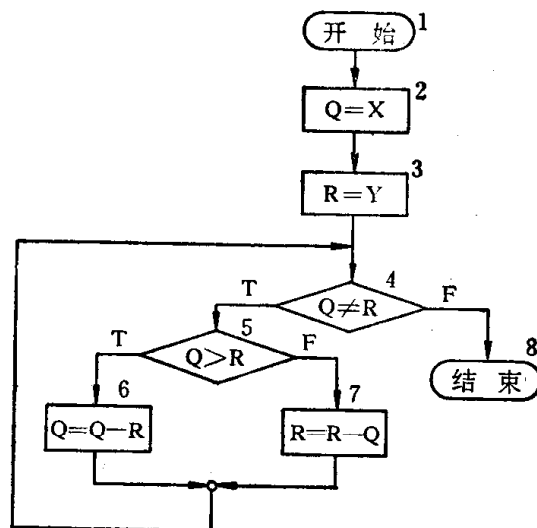 开 始 1
2
Q=X
3
R=Y
4
T Q≠R F
5
8
T Q>R F
结 束
6
7
Q=Q-R
R=R-Q